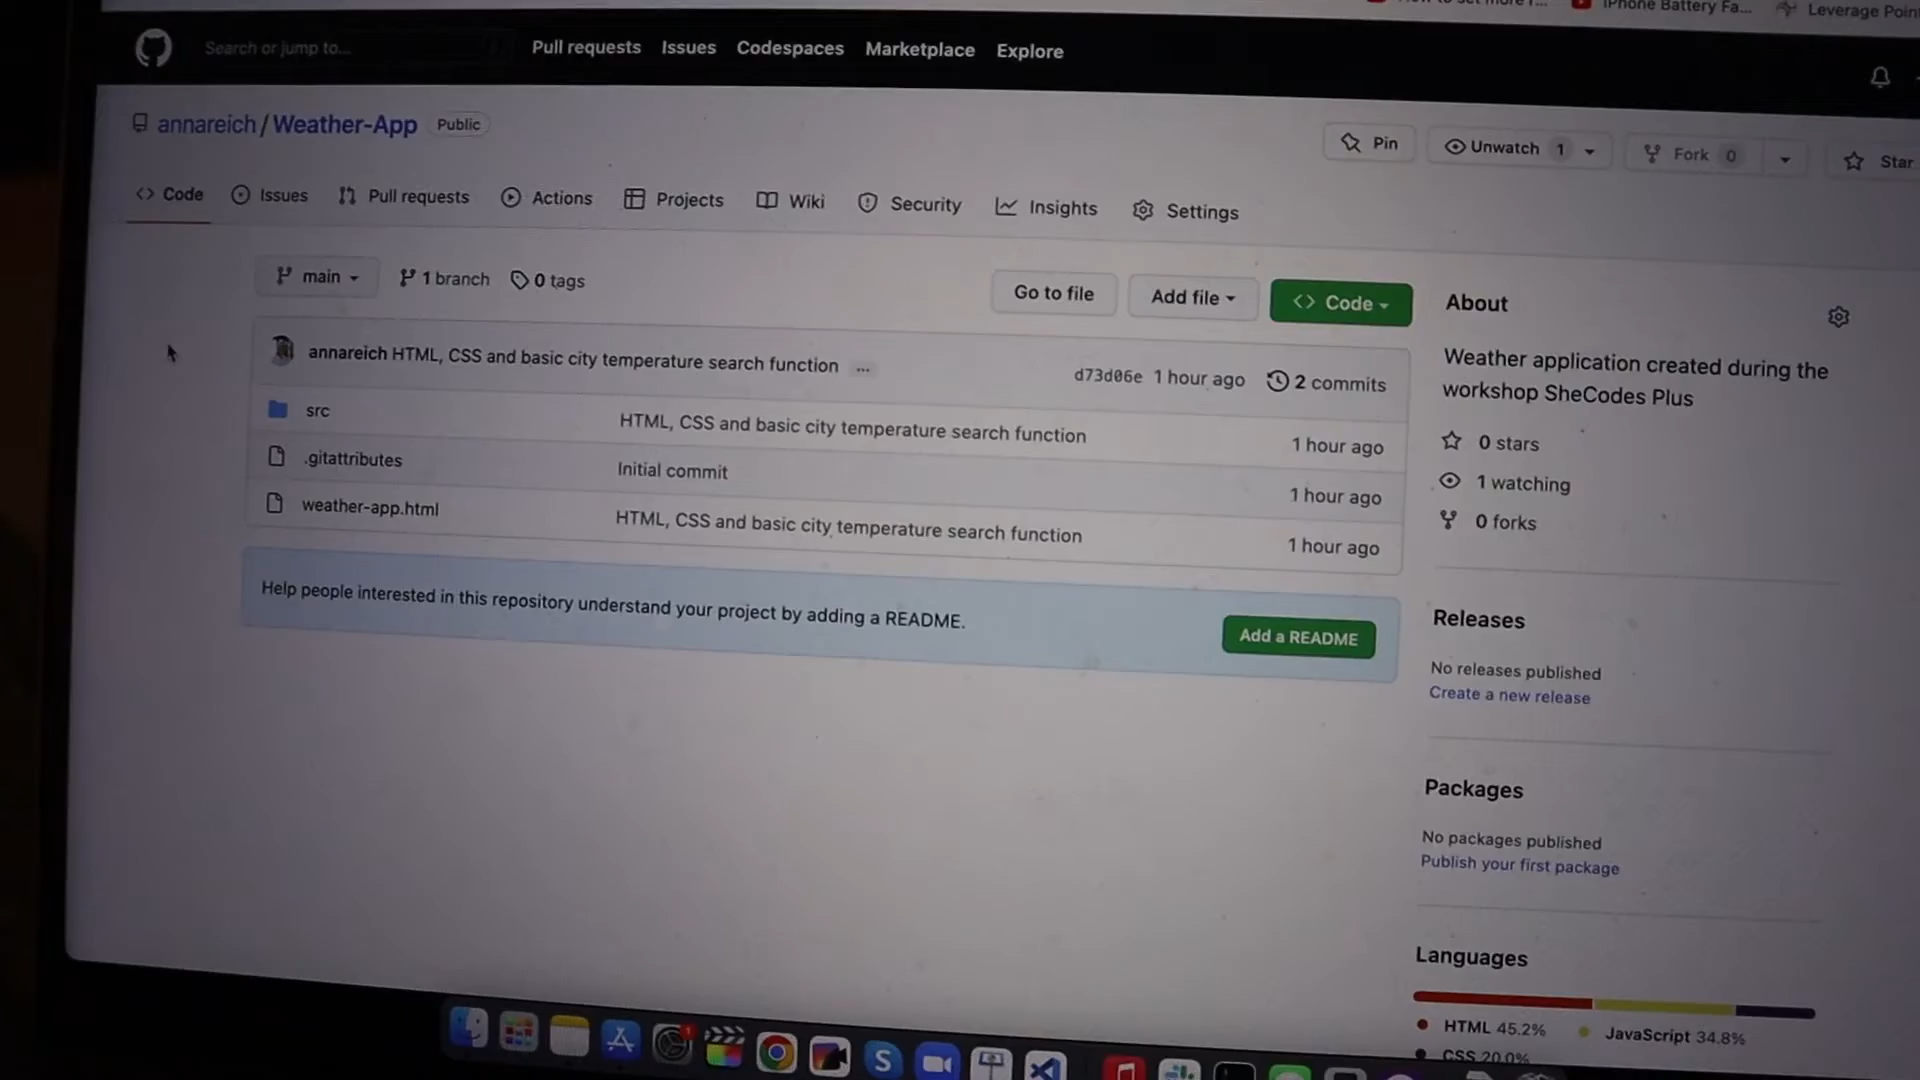 iPhone Battery Fa...
Leverage Poin
Search or jump to...
Pull requests
Issues
Codespaces
Marketplace
Explore
annareich / Weather-App
Public
Pin
Unwatch 1
Fork 0
Star
Code
Issues
Pull requests
Actions
Projects
Wiki
Security
Insights
Settings
main
1 branch
0 tags
Go to file
Add file
Code
annareich HTML, CSS and basic city temperature search function ...
d73d06e 1 hour ago
2 commits
src
HTML, CSS and basic city temperature search function
1 hour ago
.gitattributes
Initial commit
1 hour ago
weather-app.html
HTML, CSS and basic city temperature search function
1 hour ago
Help people interested in this repository understand your project by adding a README.
Add a README
About
Weather application created during the
workshop SheCodes Plus
0 stars
1 watching
0 forks
Releases
No releases published
Create a new release
Packages
No packages published
Publish your first package
Languages
HTML 45.2%
JavaScript 34.8%
CSS 20.0%
1
S